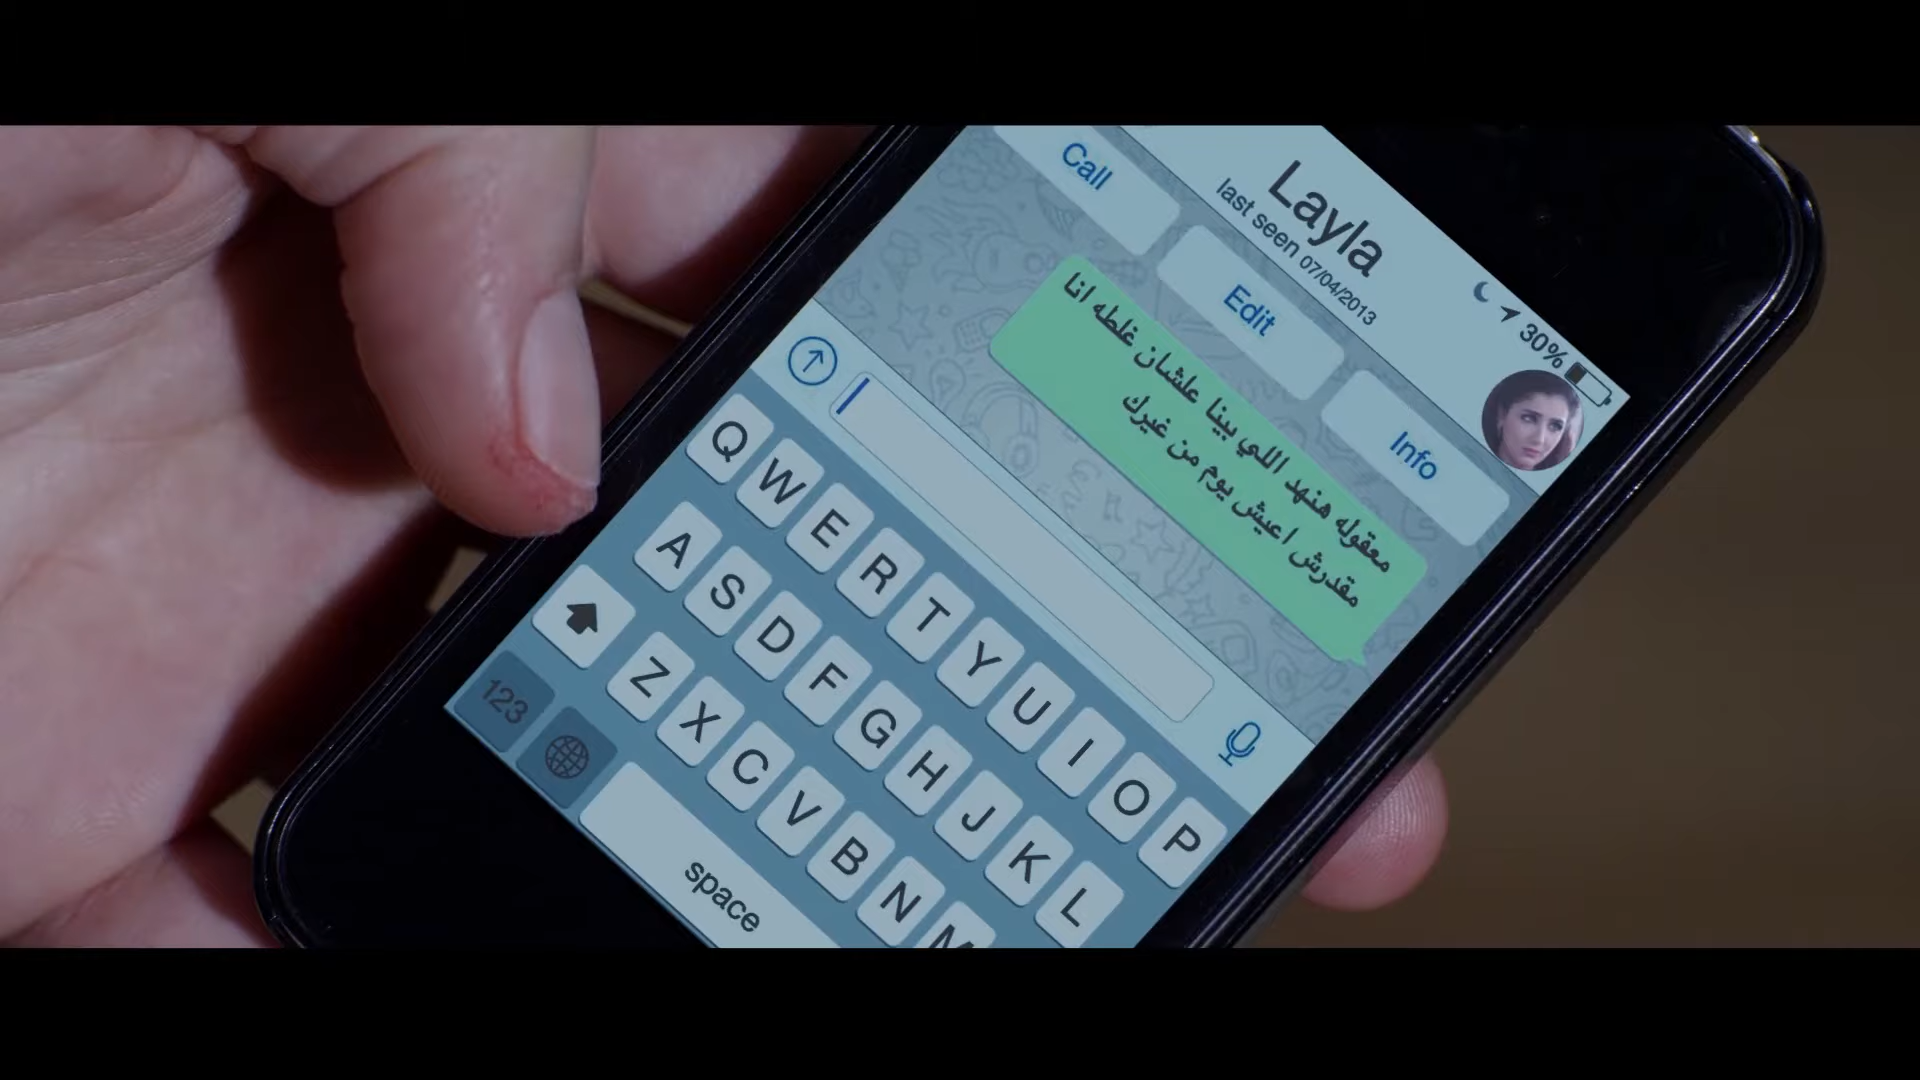 30%
Layla
last seen 07/04/2013
Call
Edit
Info
معقوله هنهد اللي بينا علشان غلطه انا
مقدرش اعيش يوم من غيرك
Q W E R T Y U I O P
A S D F G H J K L
Z X C V B N M
123
space